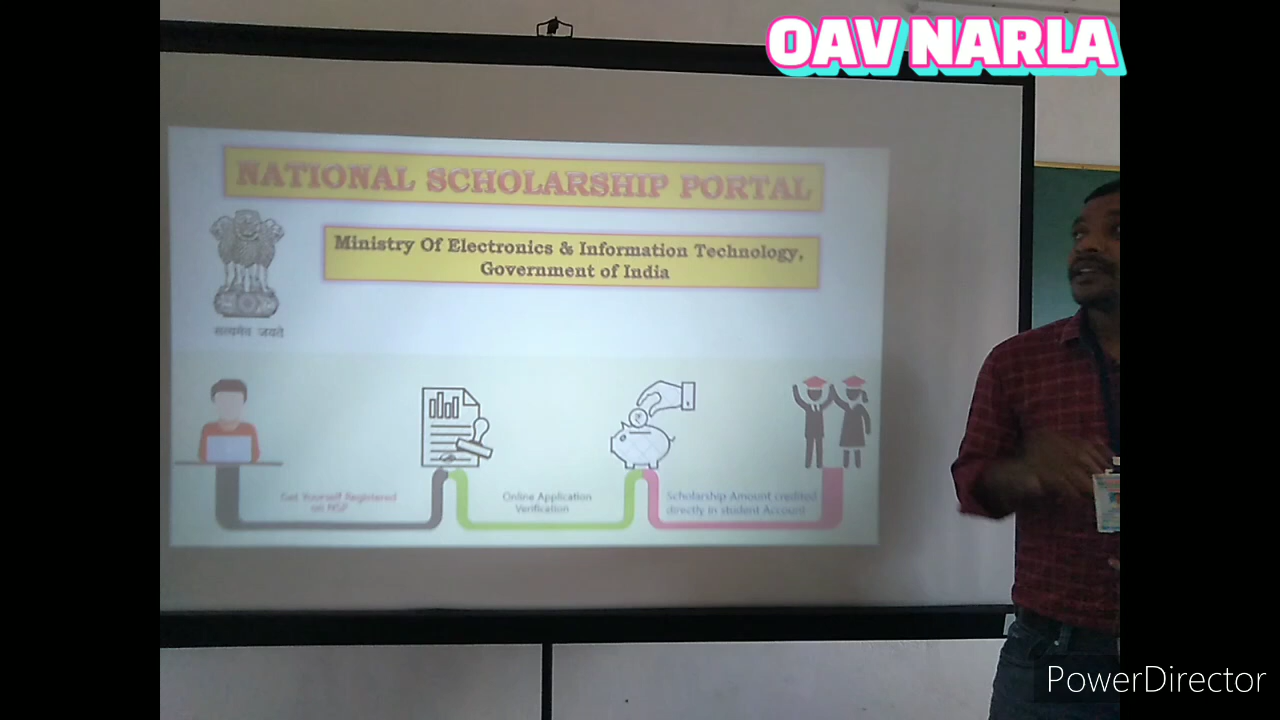 OAV NARLA
NATIONAL SCHOLARSHIP PORTAL
Ministry Of Electronics & Information Technology,
Government of India
सत्यमेव जयते
Get Yourself Registered
on NSP
Online Application
Verification
Scholarship Amount credited
directly in student Account
PowerDirector